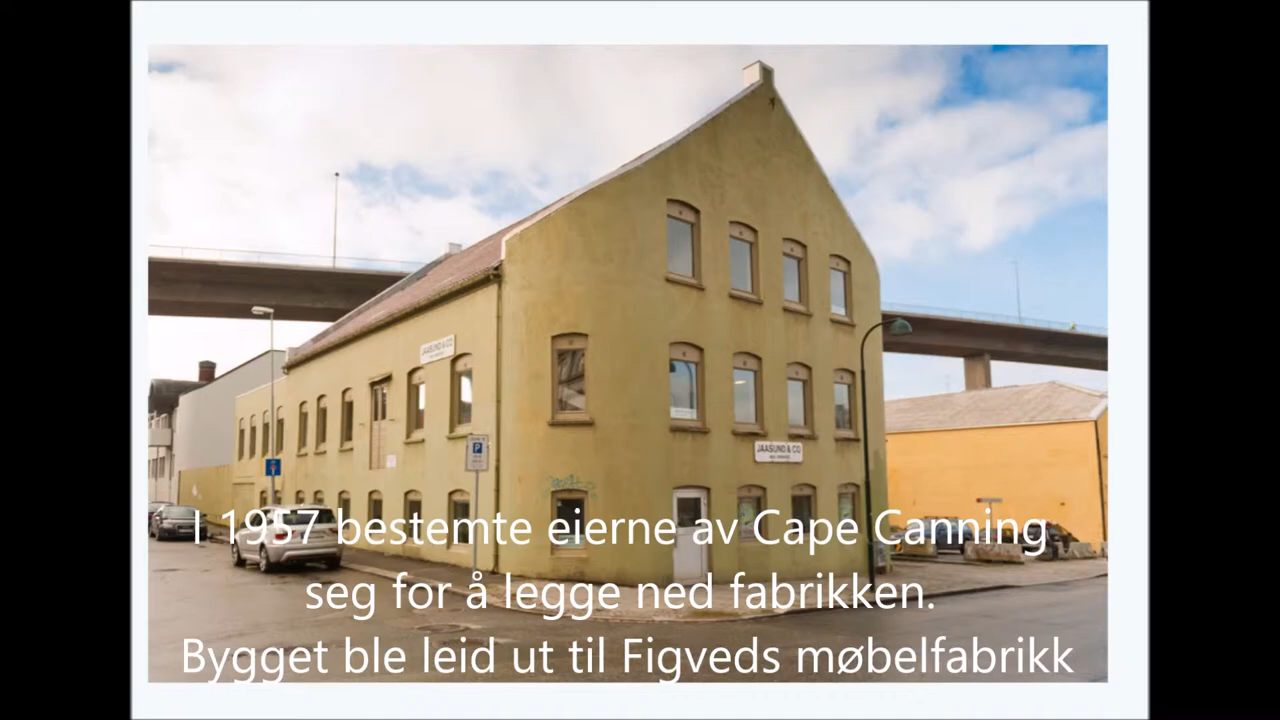 JAASUND & CO
JAASUND & CO
P
I 1957 bestemte eierne av Cape Canning
seg for å legge ned fabrikken.
Bygget ble leid ut til Figveds møbelfabrikk